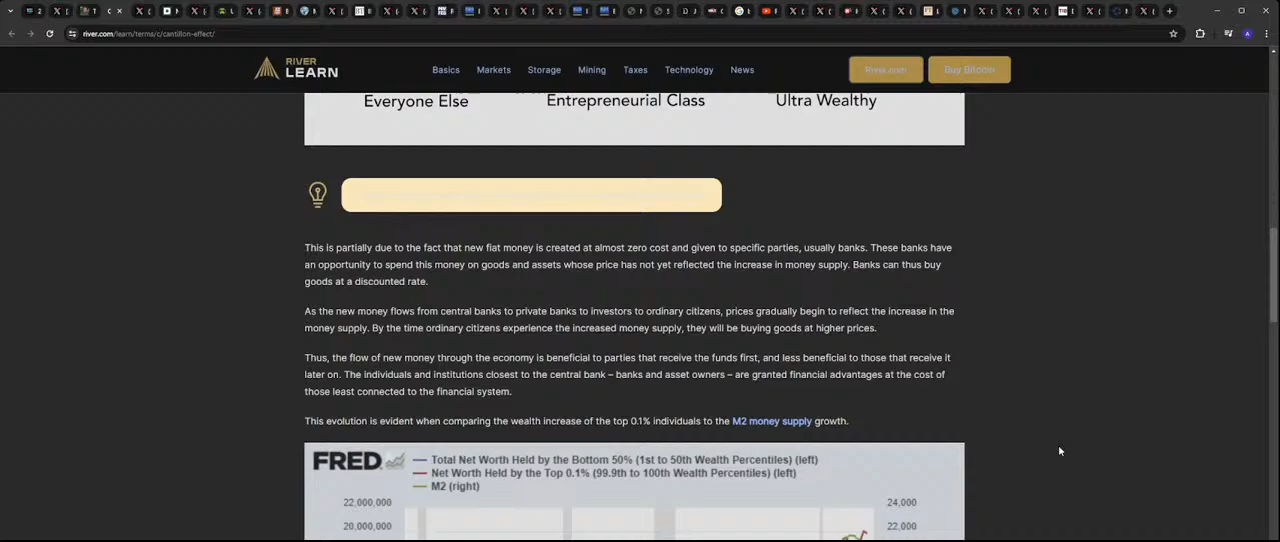 river.com/learn/terms/c/cantillon-effect/
RIVER
LEARN
Basics Markets Storage Mining Taxes Technology News
River.com Buy Bitcoin
Everyone Else Entrepreneurial Class Ultra Wealthy
This is partially due to the fact that new fiat money is created at almost zero cost and given to specific parties, usually banks. These banks have
an opportunity to spend this money on goods and assets whose price has not yet reflected the increase in money supply. Banks can thus buy
goods at a discounted rate.
As the new money flows from central banks to private banks to investors to ordinary citizens, prices gradually begin to reflect the increase in the
money supply. By the time ordinary citizens experience the increased money supply, they will be buying goods at higher prices.
Thus, the flow of new money through the economy is beneficial to parties that receive the funds first, and less beneficial to those that receive it
later on. The individuals and institutions closest to the central bank – banks and asset owners – are granted financial advantages at the cost of
those least connected to the financial system.
This evolution is evident when comparing the wealth increase of the top 0.1% individuals to the M2 money supply growth.
FRED
Total Net Worth Held by the Bottom 50% (1st to 50th Wealth Percentiles) (left)
Net Worth Held by the Top 0.1% (99.9th to 100th Wealth Percentiles) (left)
M2 (right)
22,000,000 24,000
20,000,000 22,000